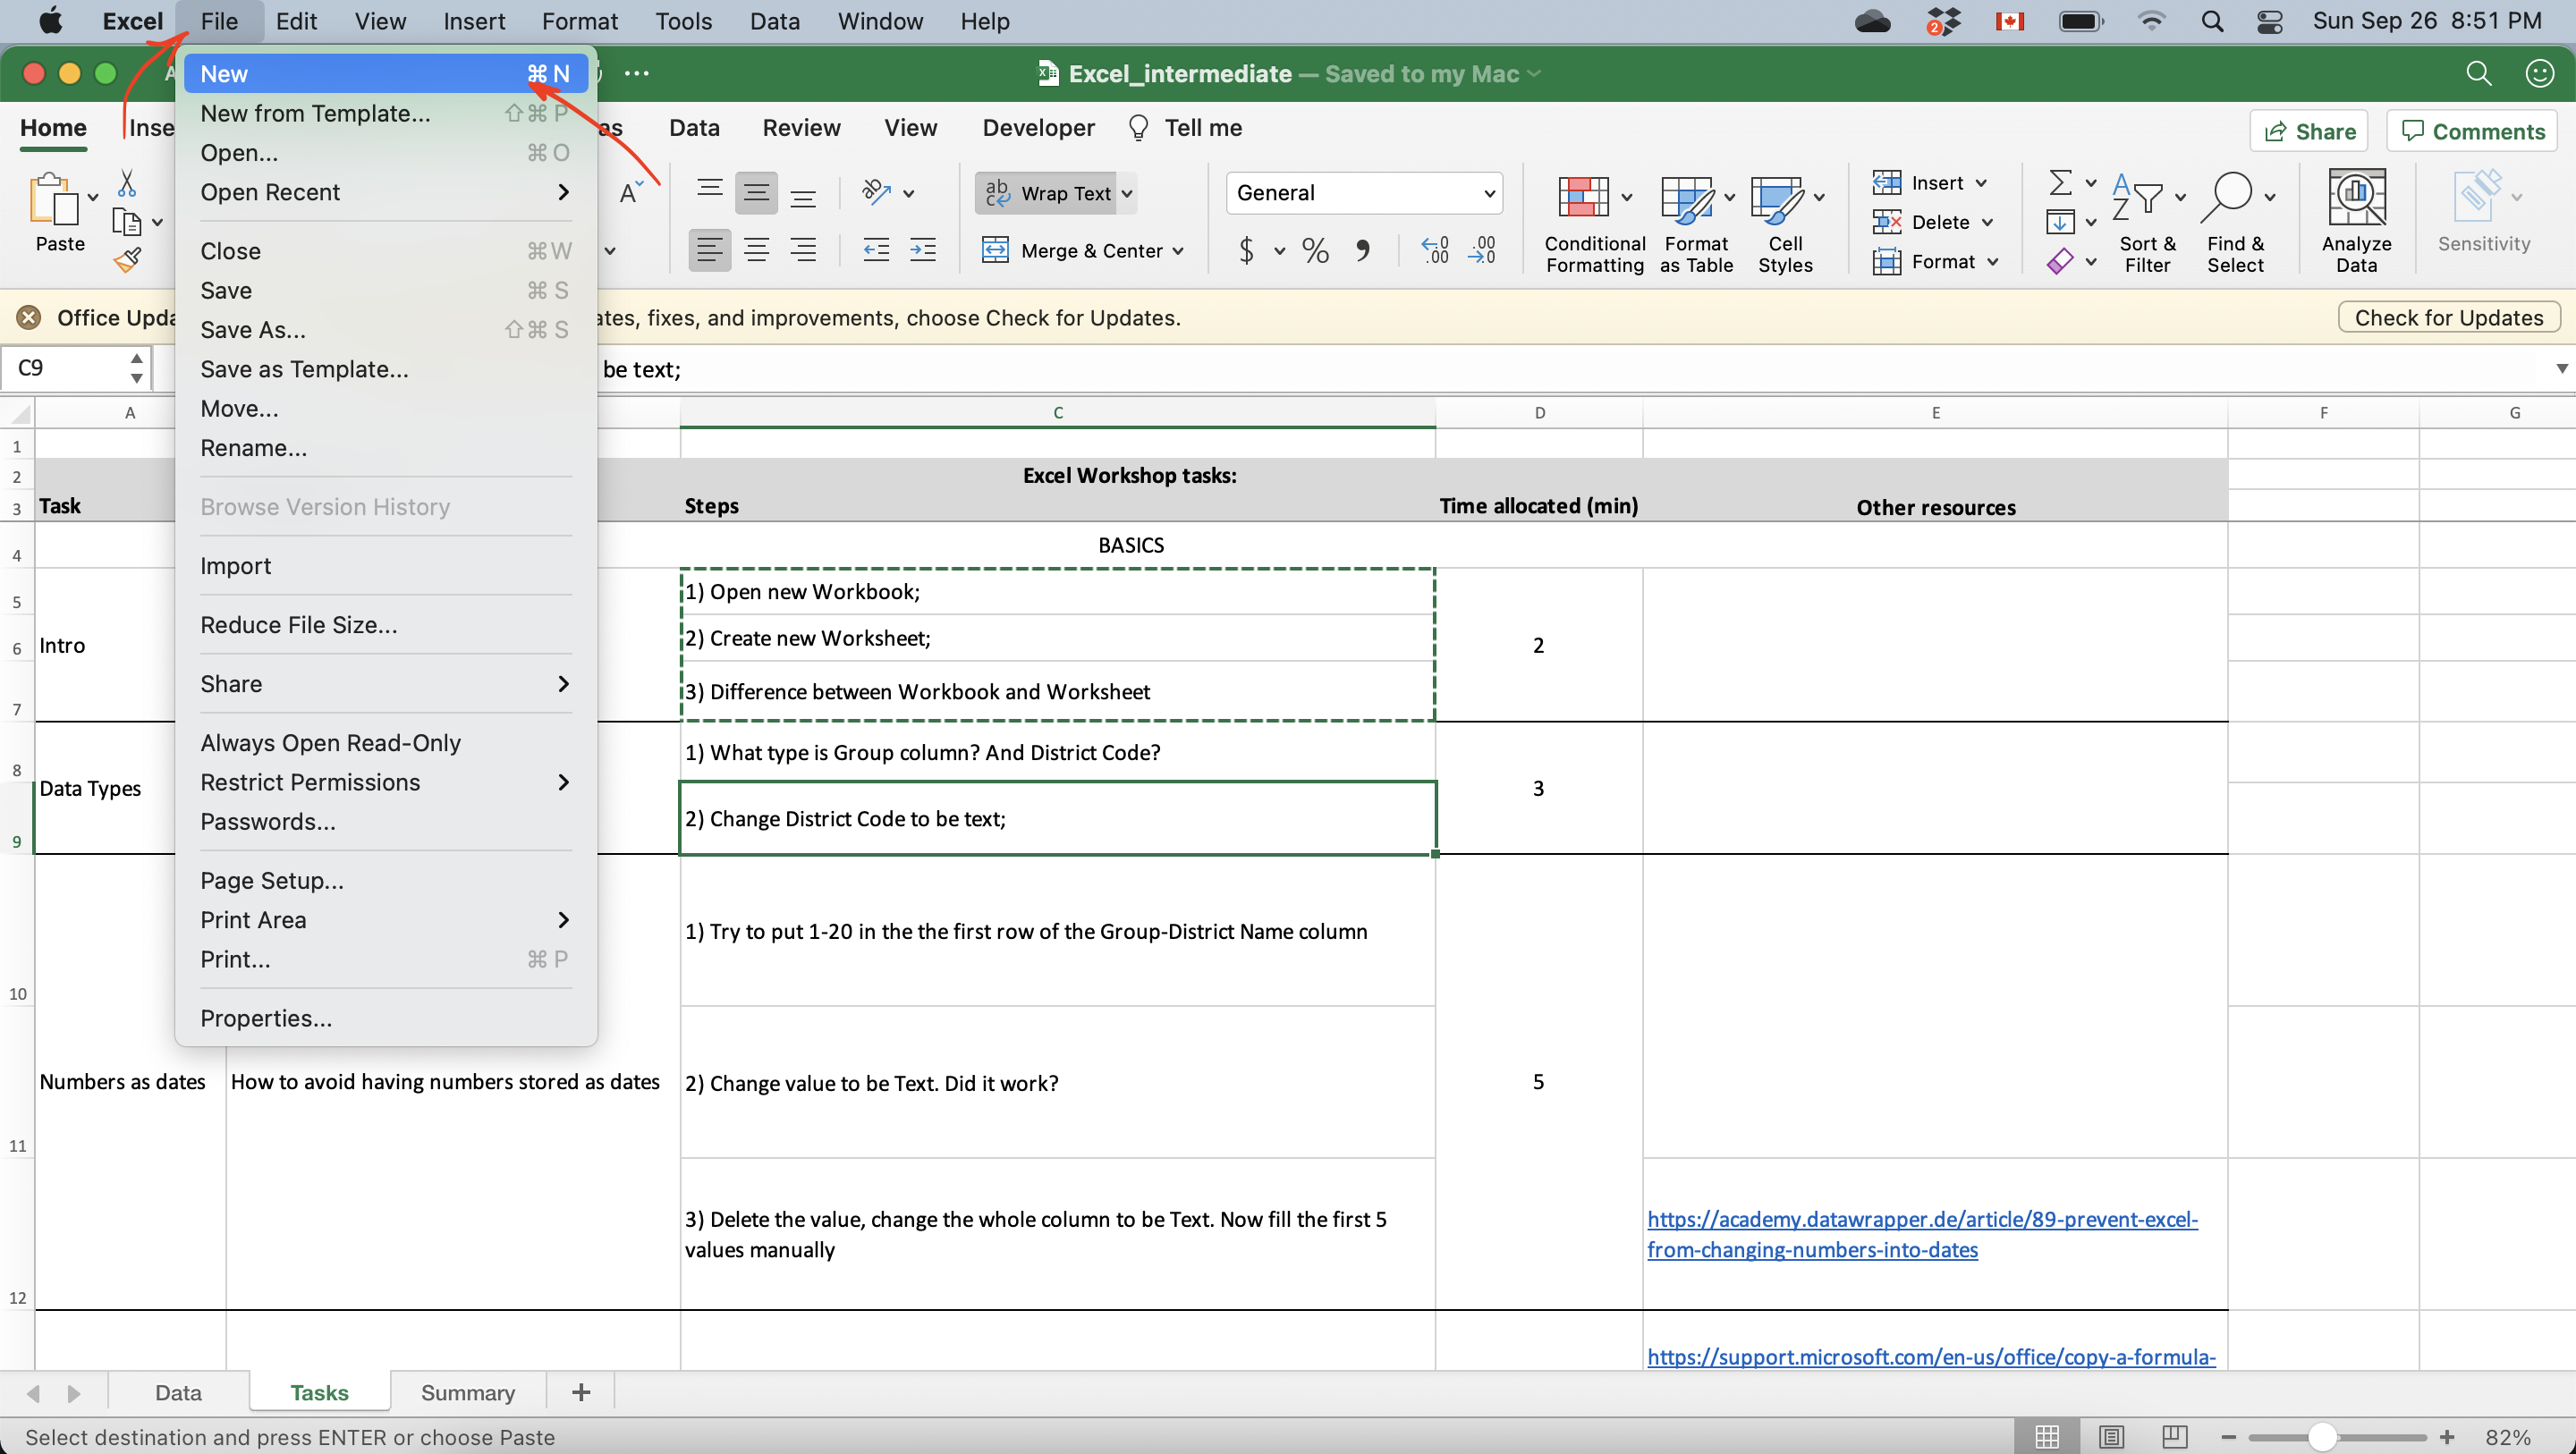 Excel File Edit View Insert Format Tools Data Window Help 2 Sun Sep 26 8:51 PM
A Excel_intermediate — Saved to my Mac
New ⌘ N
New from Template... ⇧⌘ P
Open... ⌘ O
Open Recent
Close ⌘ W
Save ⌘ S
Save As... ⇧⌘ S
Save as Template...
Move...
Rename...
Browse Version History
Import
Reduce File Size...
Share
Always Open Read-Only
Restrict Permissions
Passwords...
Page Setup...
Print Area
Print... ⌘ P
Properties...
Home Inse as Data Review View Developer Tell me Share Comments
Paste
A
ab Wrap Text
c
Merge & Center
General
$ % ,
.0 .00
.00 .0
Conditional
Formatting
Format
as Table
Cell
Styles
Insert
Delete
Format
Σ
A
Z
Sort &
Filter
Find &
Select
Analyze
Data
Sensitivity
Office Upda ates, fixes, and improvements, choose Check for Updates. Check for Updates
C9 be text;
A C D E F G
1
2 Excel Workshop tasks:
3 Task Steps Time allocated (min) Other resources
4 BASICS
5 1) Open new Workbook;
6 Intro 2) Create new Worksheet; 2
7 3) Difference between Workbook and Worksheet
8 1) What type is Group column? And District Code?
Data Types 3
9 2) Change District Code to be text;
10 1) Try to put 1-20 in the the first row of the Group-District Name column
11 Numbers as dates How to avoid having numbers stored as dates 2) Change value to be Text. Did it work? 5
12 3) Delete the value, change the whole column to be Text. Now fill the first 5
values manually
https://academy.datawrapper.de/article/89-prevent-excel-
from-changing-numbers-into-dates
https://support.microsoft.com/en-us/office/copy-a-formula-
Data Tasks Summary +
Select destination and press ENTER or choose Paste 82%